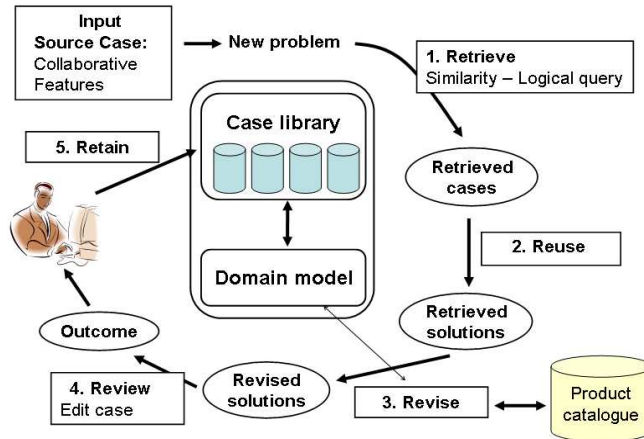 Input
Source Case:
Collaborative
Features
New problem
1. Retrieve
Similarity – Logical query
Case library
5. Retain
Retrieved
cases
2. Reuse
Domain model
Retrieved
solutions
Outcome
4. Review
Edit case
Revised
solutions
3. Revise
Product
catalogue